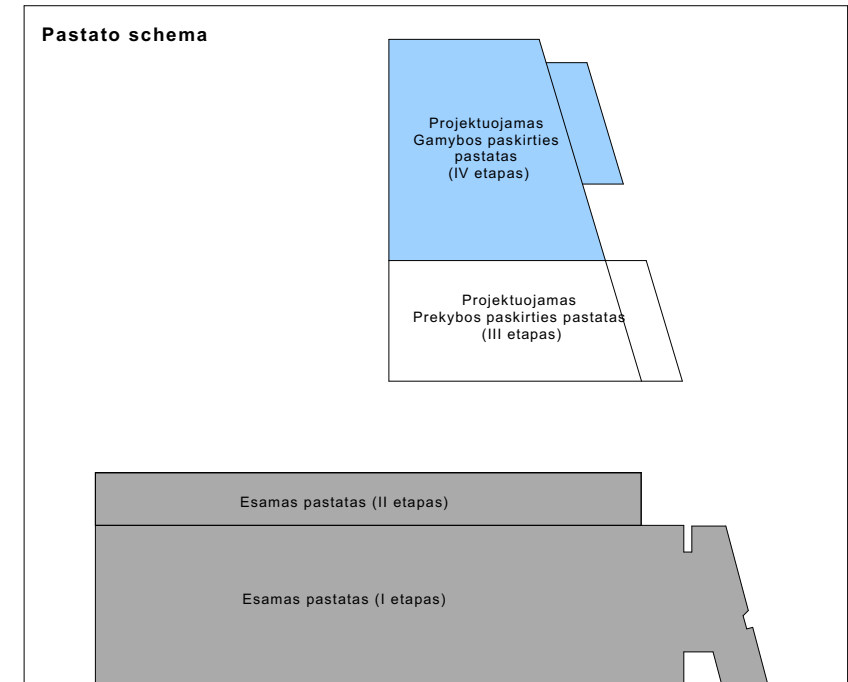 Pastato schema
Projektuojamas
Gamybos paskirties
pastatas
(IV etapas)
Projektuojamas
Prekybos paskirties pastatas
(III etapas)
Esamas pastatas (II etapas)
Esamas pastatas (I etapas)